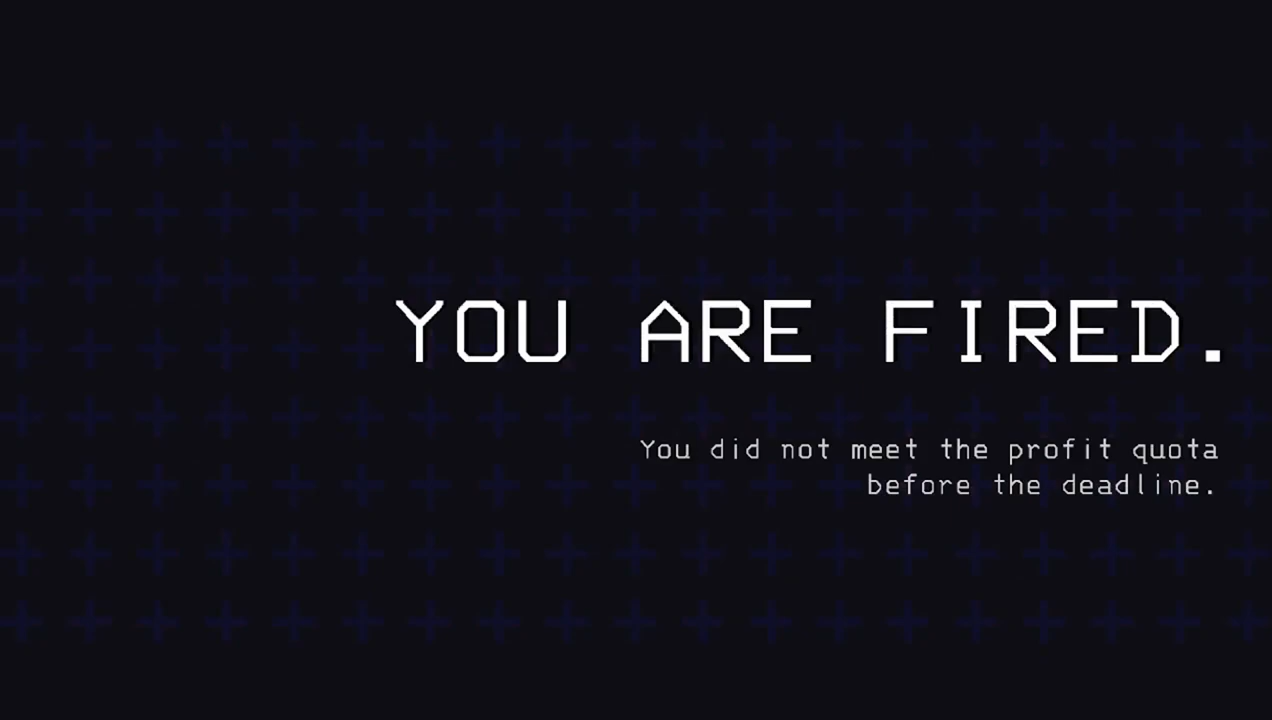 YOU ARE FIRED.
You did not meet the profit quota
before the deadline.